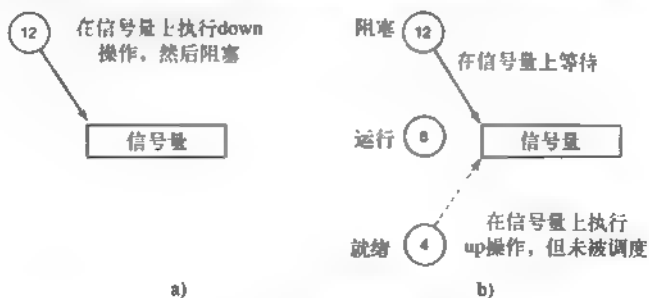 12
在信号量上执行down
操作，然后阻塞
信号量
a)
阻塞
12
在信号量上等待
运行
8
信号量
就绪
4
在信号量上执行
up操作，但未被调度
b)